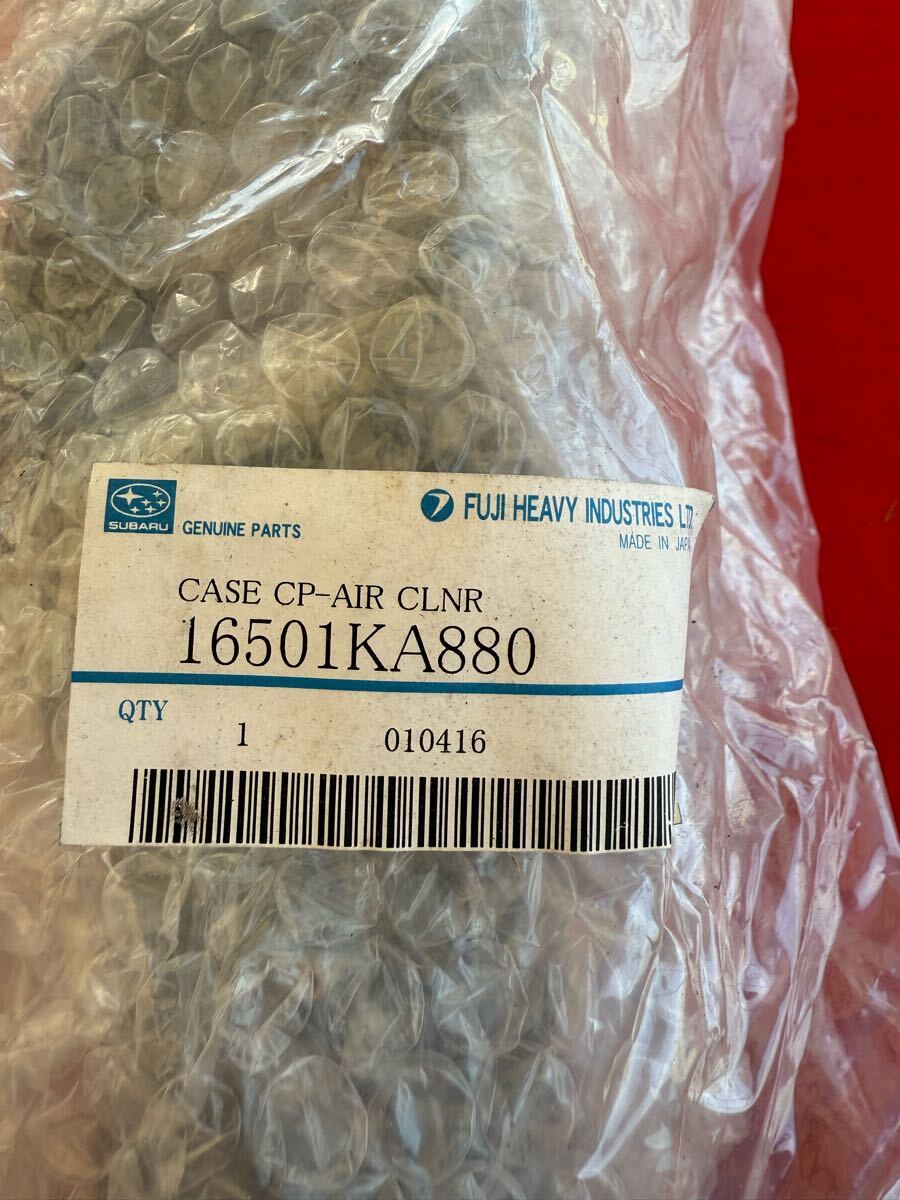 SUBARU GENUINE PARTS
FUJI HEAVY INDUSTRIES LTD.
MADE IN JAPAN
CASE CP-AIR CLNR
16501KA880
QTY
1 010416